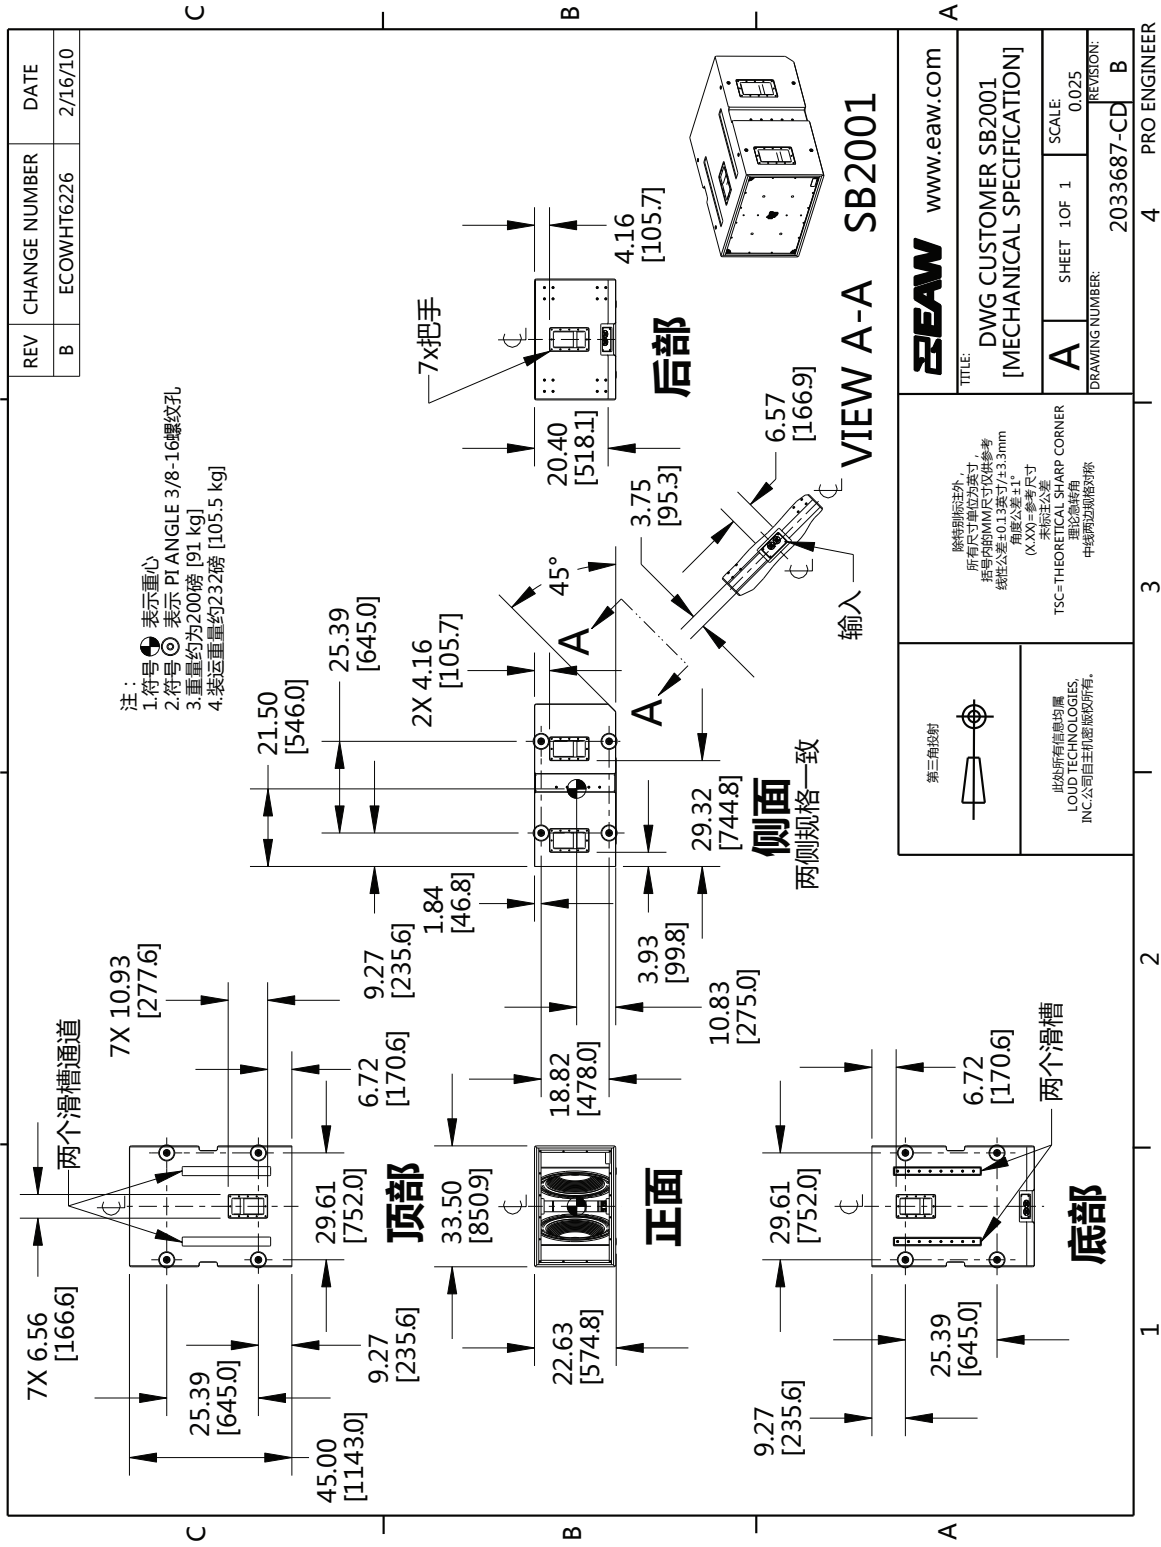 REV CHANGE NUMBER DATE
B ECOWHT6226 2/16/10
注：
1.符号 表示重心
2.符号 表示 PI ANGLE 3/8-16螺纹孔
3.重量约为200磅 [91 kg]
4.装运重量约232磅 [105.5 kg]
C
B
A
7X 6.56
[166.6]
两个滑槽通道
7X 10.93
[277.6]
25.39
[645.0]
45.00
[1143.0]
9.27
[235.6]
29.61
[752.0]
6.72
[170.6]
顶部
33.50
[850.9]
22.63
[574.8]
正面
21.50
[546.0]
25.39
[645.0]
9.27
[235.6]
1.84
[46.8]
2X 4.16
[105.7]
45°
18.82
[478.0]
10.83
[275.0]
3.93
[99.8]
29.32
[744.8]
A
A
侧面
两侧规格一致
7x把手
4.16
[105.7]
20.40
[518.1]
后部
3.75
[95.3]
6.57
[166.9]
输入
VIEW A-A SB2001
29.61
[752.0]
6.72
[170.6]
两个滑槽
9.27
[235.6]
25.39
[645.0]
底部
第三角投射
此处所有信息均属
LOUD TECHNOLOGIES,
INC.公司自主机密版权所有。
除特别标注外，
所有尺寸单位为英寸，
括号内的MM尺寸仅供参考
线性公差±0.13英寸/±3.3mm
角度公差±1°
(X.XX)=参考尺寸
未标注公差
TSC=THEORETICAL SHARP CORNER
理论急转角
中线两边规格对称
EAW www.eaw.com
TITLE:
DWG CUSTOMER SB2001
[MECHANICAL SPECIFICATION]
A
SHEET 1OF 1
SCALE:
0.025
DRAWING NUMBER:
2033687-CD
REVISION:
B
C
B
A
1
2
3
4
PRO ENGINEER